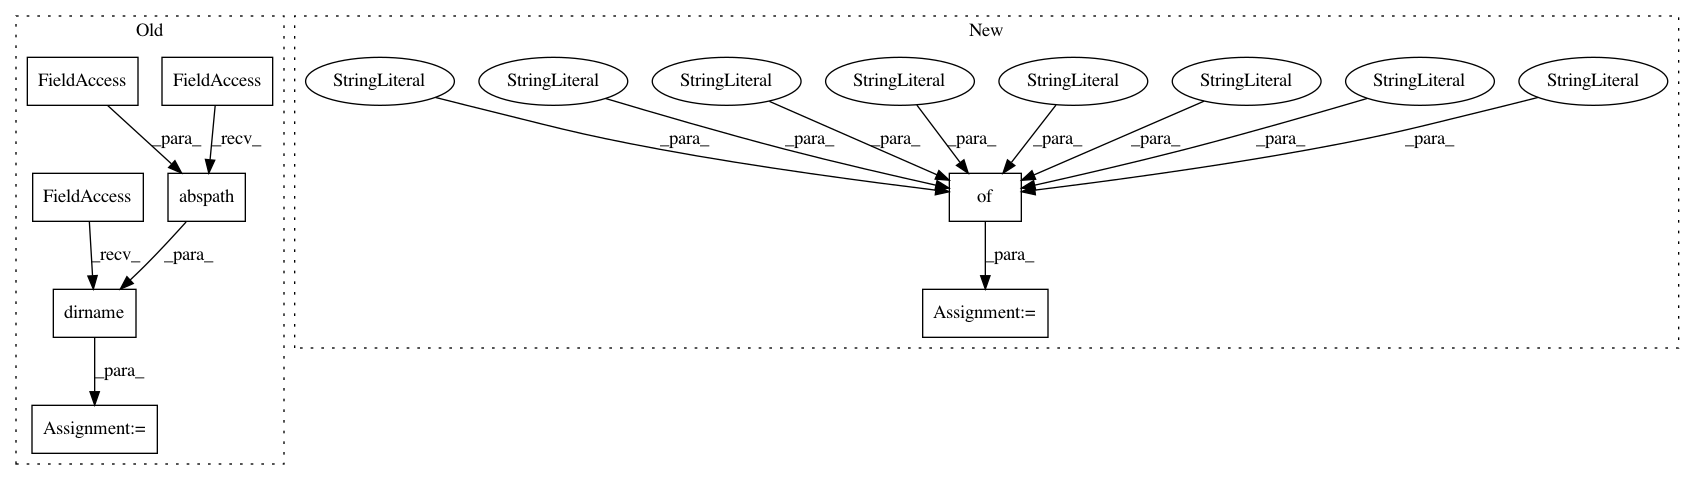 Old
New
FieldAccess
FieldAccess
StringLiteral
StringLiteral
StringLiteral
StringLiteral
StringLiteral
StringLiteral
StringLiteral
StringLiteral
_para_
_recv_
_para_
_para_
_para_
_para_
_para_
_para_
_para_
_para_
FieldAccess
abspath
of
_recv_
_para_
_para_
dirname
Assignment:=
_para_
Assignment:=